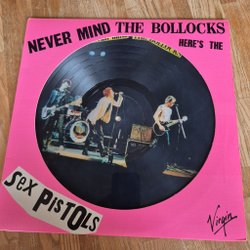 NEVER MIND THE BOLLOCKS
HERE'S THE
SEX PISTOLS
Virgin